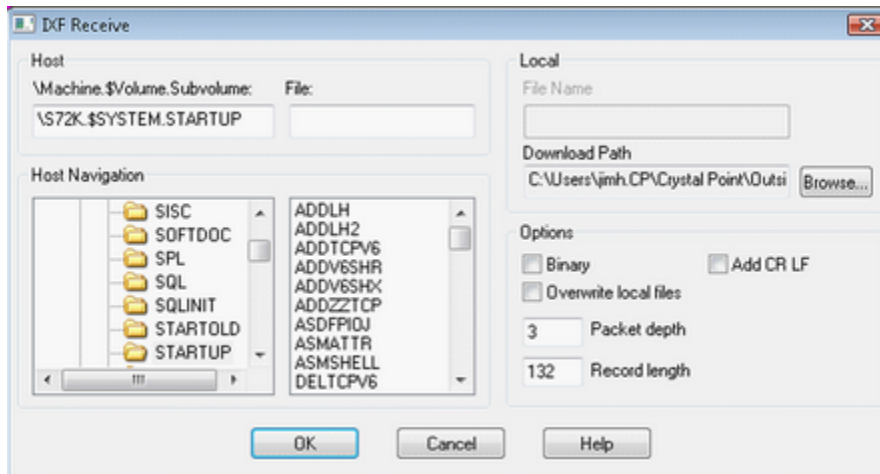 IXF Receive
Host
\Machine.$Volume.Subvolume: File:
\S72K.$SYSTEM.STARTUP
Host Navigation
SISC
SOFTDOC
SPL
SQL
SQLINIT
STARTOLD
STARTUP
ADDLH
ADDLH2
ADDTCPV6
ADDV6SHR
ADDV6SHX
ADDZZTCP
ASDFPIOJ
ASMATTR
ASMSHELL
DELTCPV6
Local
File Name
Download Path
C:\Users\jmh.CP\Crystal Point\Outsi Browse...
Options
Binary Add CR LF
Overwrite local files
3 Packet depth
132 Record length
OK Cancel Help